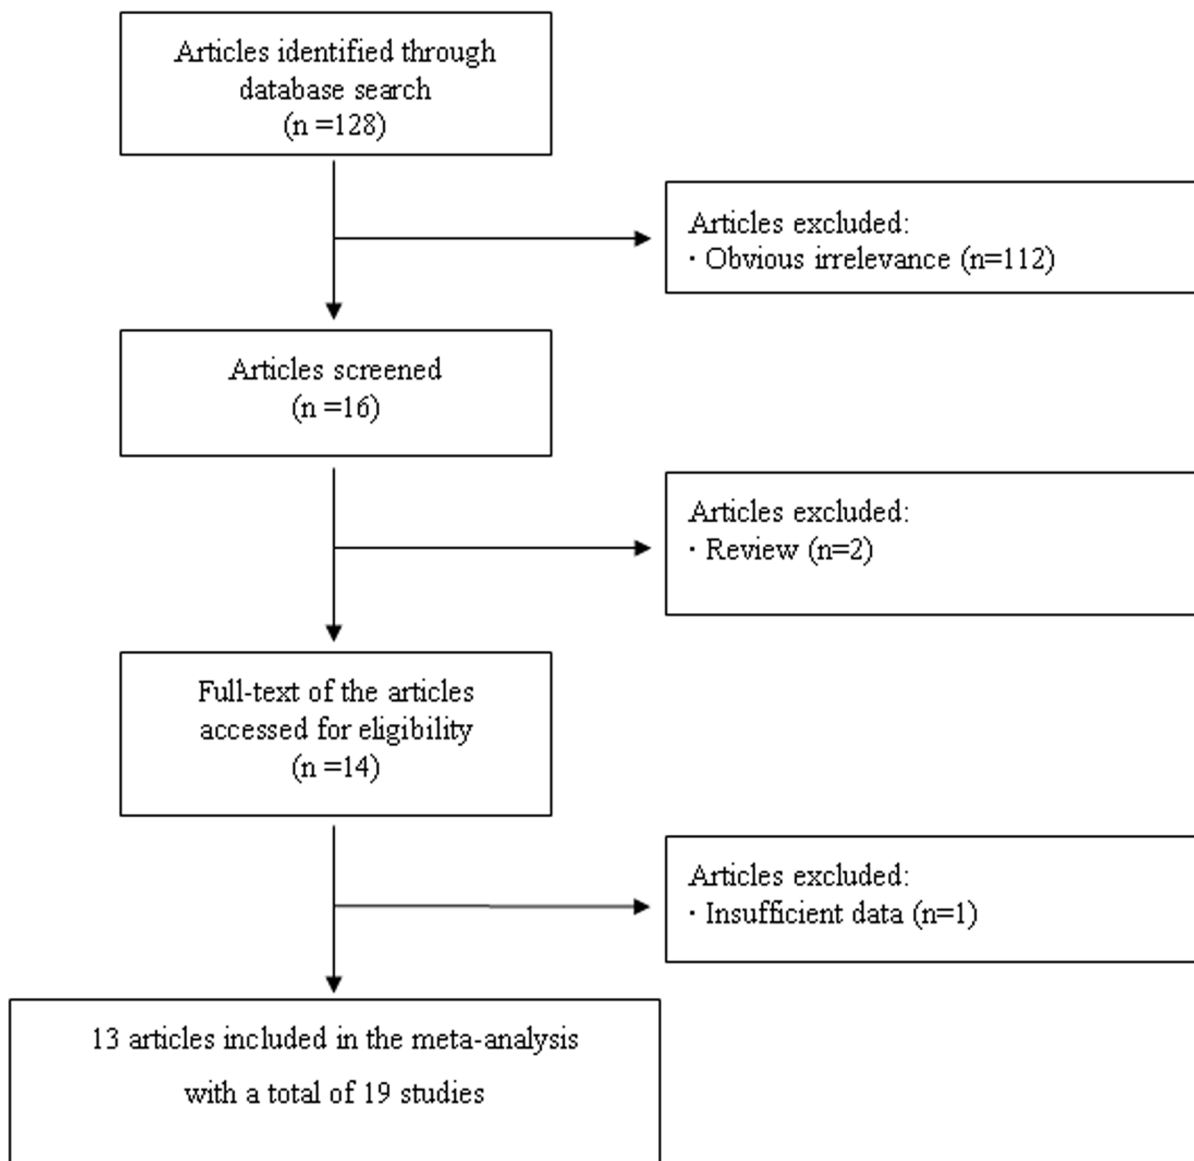 Articles identified through
database search
(n =128)
Articles excluded:
· Obvious irrelevance (n=112)
Articles screened
(n =16)
Articles excluded:
· Review (n=2)
Full-text of the articles
accessed for eligibility
(n =14)
Articles excluded:
· Insufficient data (n=1)
13 articles included in the meta-analysis
with a total of 19 studies